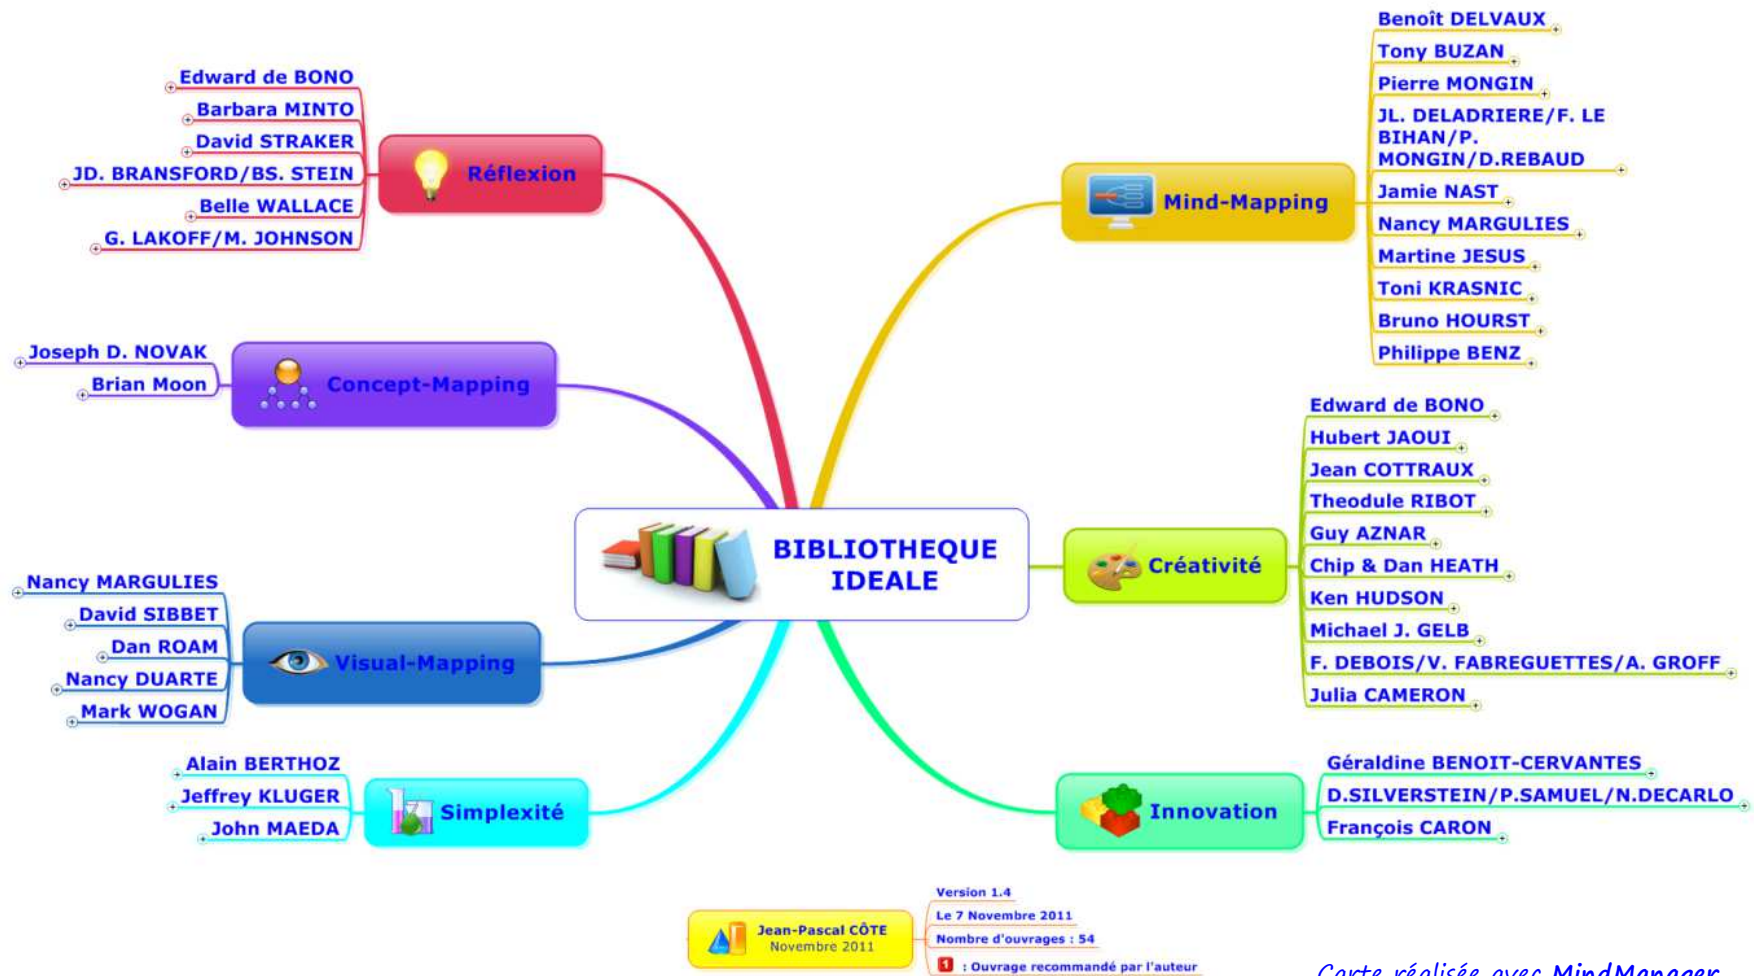 BIBLIOTHEQUE
IDEALE
Réflexion
Edward de BONO
Barbara MINTO
David STRAKER
JD. BRANSFORD/BS. STEIN
Belle WALLACE
G. LAKOFF/M. JOHNSON
Concept-Mapping
Joseph D. NOVAK
Brian Moon
Visual-Mapping
Nancy MARGULIES
David SIBBET
Dan ROAM
Nancy DUARTE
Mark WOGAN
Simplexité
Alain BERTHOZ
Jeffrey KLUGER
John MAEDA
Mind-Mapping
Benoît DELVAUX
Tony BUZAN
Pierre MONGIN
JL. DELADRIERE/F. LE
BIHAN/P.
MONGIN/D.REBAUD
Jamie NAST
Nancy MARGULIES
Martine JESUS
Toni KRASNIC
Bruno HOURST
Philippe BENZ
Créativité
Edward de BONO
Hubert JAOUI
Jean COTTRAUX
Theodule RIBOT
Guy AZNAR
Chip & Dan HEATH
Ken HUDSON
Michael J. GELB
F. DEBOIS/V. FABREGUETTES/A. GROFF
Julia CAMERON
Innovation
Géraldine BENOIT-CERVANTES
D.SILVERSTEIN/P.SAMUEL/N.DECARLO
François CARON
Jean-Pascal CÔTE
Novembre 2011
Version 1.4
Le 7 Novembre 2011
Nombre d'ouvrages : 54
1 : Ouvrage recommandé par l'auteur
Carte réalisée avec MindManager